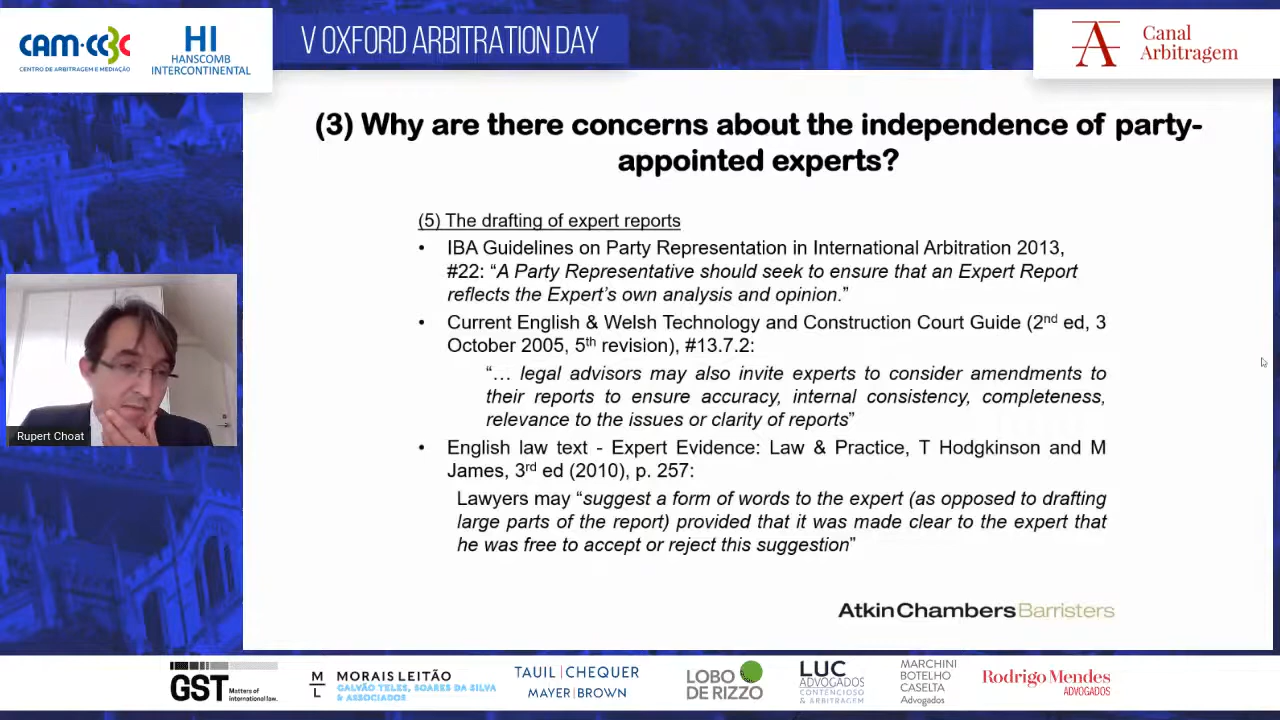 CAM-CCBC
CENTRO DE ARBITRAGEM E MEDIAÇÃO
HI
HANSCOMB
INTERCONTINENTAL
V OXFORD ARBITRATION DAY
A
Canal
Arbitragem
(3) Why are there concerns about the independence of party-
appointed experts?
(5) The drafting of expert reports
• IBA Guidelines on Party Representation in International Arbitration 2013,
#22: “A Party Representative should seek to ensure that an Expert Report
reflects the Expert’s own analysis and opinion.”
• Current English & Welsh Technology and Construction Court Guide (2nd ed, 3
October 2005, 5th revision), #13.7.2:
“… legal advisors may also invite experts to consider amendments to
their reports to ensure accuracy, internal consistency, completeness,
relevance to the issues or clarity of reports”
• English law text - Expert Evidence: Law & Practice, T Hodgkinson and M
James, 3rd ed (2010), p. 257:
Lawyers may “suggest a form of words to the expert (as opposed to drafting
large parts of the report) provided that it was made clear to the expert that
he was free to accept or reject this suggestion”
Rupert Choat
Atkin Chambers Barristers
GST Matters of
international law.
M
L
MORAIS LEITÃO
GALVÃO TELES, SOARES DA SILVA
& ASSOCIADOS
TAUIL | CHEQUER
MAYER | BROWN
LOBO
DE RIZZO
LUC
ADVOGADOS
CONTENCIOSO
& ARBITRAGEM
MARCHINI
BOTELHO
CASELTA
Advogados
Rodrigo Mendes
ADVOGADOS